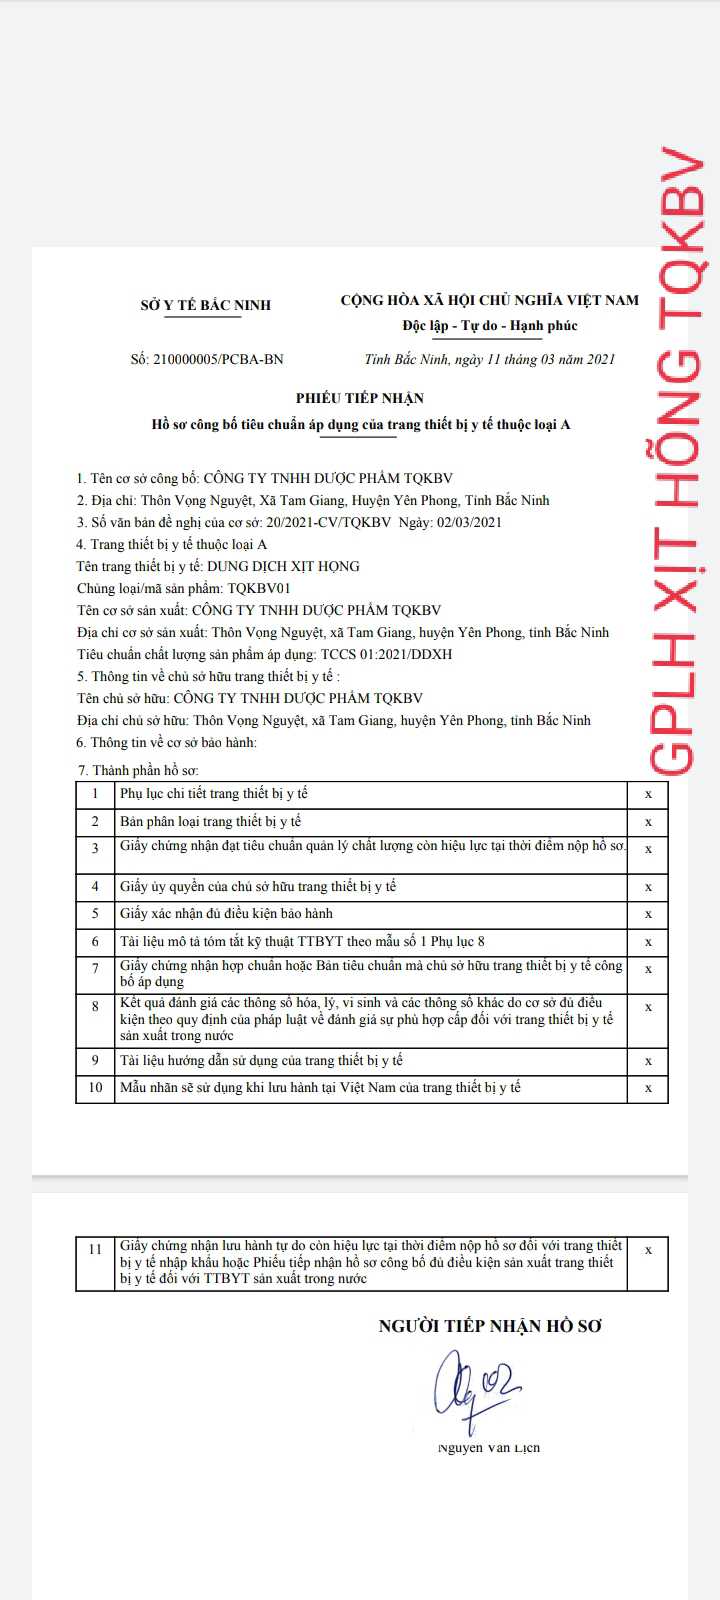 GPLH XỊT HÕNG TQKBV
SỞ Y TẾ BẮC NINH
CỘNG HÒA XÃ HỘI CHỦ NGHĨA VIỆT NAM
Độc lập - Tự do - Hạnh phúc
Số: 210000005/PCBA-BN
Tỉnh Bắc Ninh, ngày 11 tháng 03 năm 2021
PHIẾU TIẾP NHẬN
Hồ sơ công bố tiêu chuẩn áp dụng của trang thiết bị y tế thuộc loại A
1. Tên cơ sở công bố: CÔNG TY TNHH DƯỢC PHẨM TQKBV
2. Địa chỉ: Thôn Vọng Nguyệt, Xã Tam Giang, Huyện Yên Phong, Tỉnh Bắc Ninh
3. Số văn bản đề nghị của cơ sở: 20/2021-CV/TQKBV Ngày: 02/03/2021
4. Trang thiết bị y tế thuộc loại A
Tên trang thiết bị y tế: DUNG DỊCH XỊT HỌNG
Chủng loại/mã sản phẩm: TQKBV01
Tên cơ sở sản xuất: CÔNG TY TNHH DƯỢC PHẨM TQKBV
Địa chỉ cơ sở sản xuất: Thôn Vọng Nguyệt, xã Tam Giang, huyện Yên Phong, tỉnh Bắc Ninh
Tiêu chuẩn chất lượng sản phẩm áp dụng: TCCS 01:2021/DDXH
5. Thông tin về chủ sở hữu trang thiết bị y tế :
Tên chủ sở hữu: CÔNG TY TNHH DƯỢC PHẨM TQKBV
Địa chỉ chủ sở hữu: Thôn Vọng Nguyệt, xã Tam Giang, huyện Yên Phong, tỉnh Bắc Ninh
6. Thông tin về cơ sở bảo hành:
7. Thành phần hồ sơ:
1 Phụ lục chi tiết trang thiết bị y tế x
2 Bản phân loại trang thiết bị y tế x
3 Giấy chứng nhận đạt tiêu chuẩn quản lý chất lượng còn hiệu lực tại thời điểm nộp hồ sơ. x
4 Giấy ủy quyền của chủ sở hữu trang thiết bị y tế x
5 Giấy xác nhận đủ điều kiện bảo hành x
6 Tài liệu mô tả tóm tắt kỹ thuật TTBYT theo mẫu số 1 Phụ lục 8 x
7 Giấy chứng nhận hợp chuẩn hoặc Bản tiêu chuẩn mà chủ sở hữu trang thiết bị y tế công x
bố áp dụng
8 Kết quả đánh giá các thông số hóa, lý, vi sinh và các thông số khác do cơ sở đủ điều x
kiện theo quy định của pháp luật về đánh giá sự phù hợp cấp đối với trang thiết bị y tế
sản xuất trong nước
9 Tài liệu hướng dẫn sử dụng của trang thiết bị y tế x
10 Mẫu nhãn sẽ sử dụng khi lưu hành tại Việt Nam của trang thiết bị y tế x
11 Giấy chứng nhận lưu hành tự do còn hiệu lực tại thời điểm nộp hồ sơ đối với trang thiết x
bị y tế nhập khẩu hoặc Phiếu tiếp nhận hồ sơ công bố đủ điều kiện sản xuất trang thiết
bị y tế đối với TTBYT sản xuất trong nước
NGƯỜI TIẾP NHẬN HỒ SƠ
Nguyễn Văn Lịch